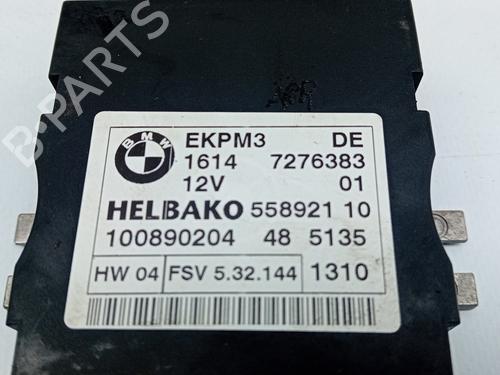 BMW
EKPM3 DE
1614 7276383
12V 01
HELBAKO 558921 10
100890204 48 5135
HW 04 FSV 5.32.144 1310
B-PARTS